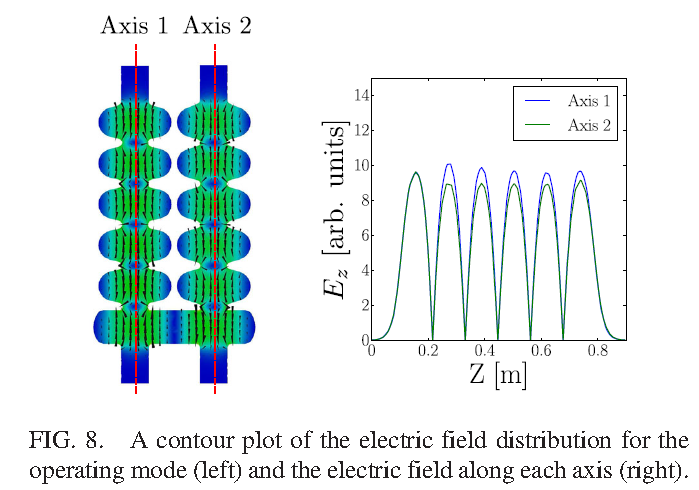 Axis 1 Axis 2
Axis 1
Axis 2
E_z [arb. units]
14
12
10
8
6
4
2
0
0 0.2 0.4 0.6 0.8
Z [m]
FIG. 8. A contour plot of the electric field distribution for the
operating mode (left) and the electric field along each axis (right).